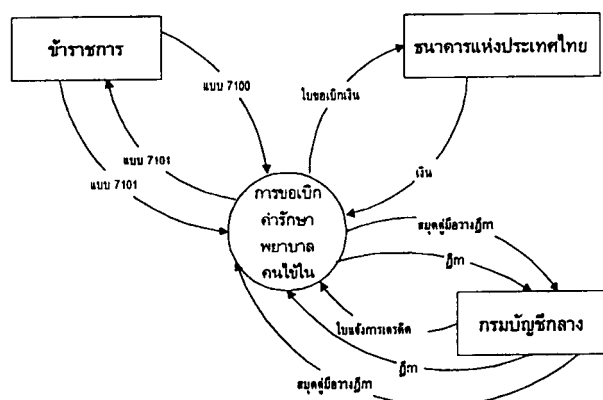 ข้าราชการ
ธนาคารแห่งประเทศไทย
แบบ 7100
ใบขอเบิกเงิน
แบบ 7101
แบบ 7101
เงิน
การขอเบิก
ค่ารักษา
พยาบาล
คนไข้ใน
สมุดคู่มือวางฎีกา
ฎีกา
ใบแจ้งการเครดิต
กรมบัญชีกลาง
ฎีกา
สมุดคู่มือวางฎีกา